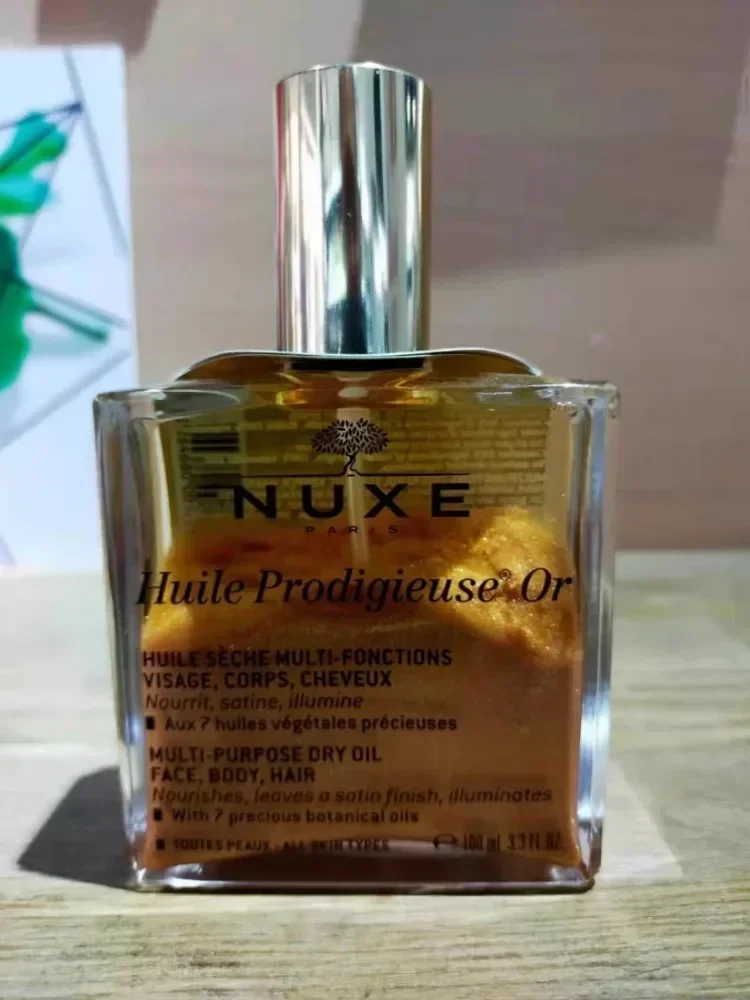 NUXE
PARIS
Huile Prodigieuse® Or
HUILE SÈCHE MULTI-FONCTIONS
VISAGE, CORPS, CHEVEUX
Nourrit, satine, illumine
■ Aux 7 huiles végétales précieuses
MULTI-PURPOSE DRY OIL
FACE, BODY, HAIR
Nourishes, leaves a satin finish, illuminates
■ With 7 precious botanical oils
■ TOUTES PEAUX - ALL SKIN TYPES ℮ 100 ml 3.3 FL.OZ.